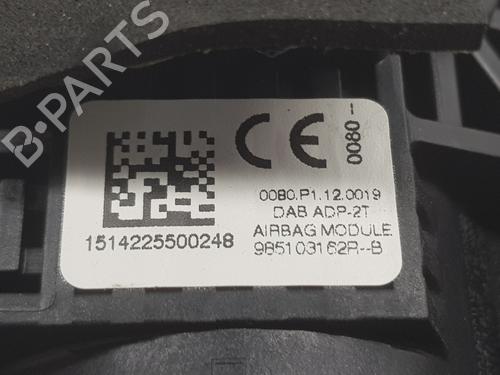 B-PARTS
CE
0080-
0080.P1.12.0019
DAB ADP-2T
AIRBAG MODULE
985103162R--B
1514225500248